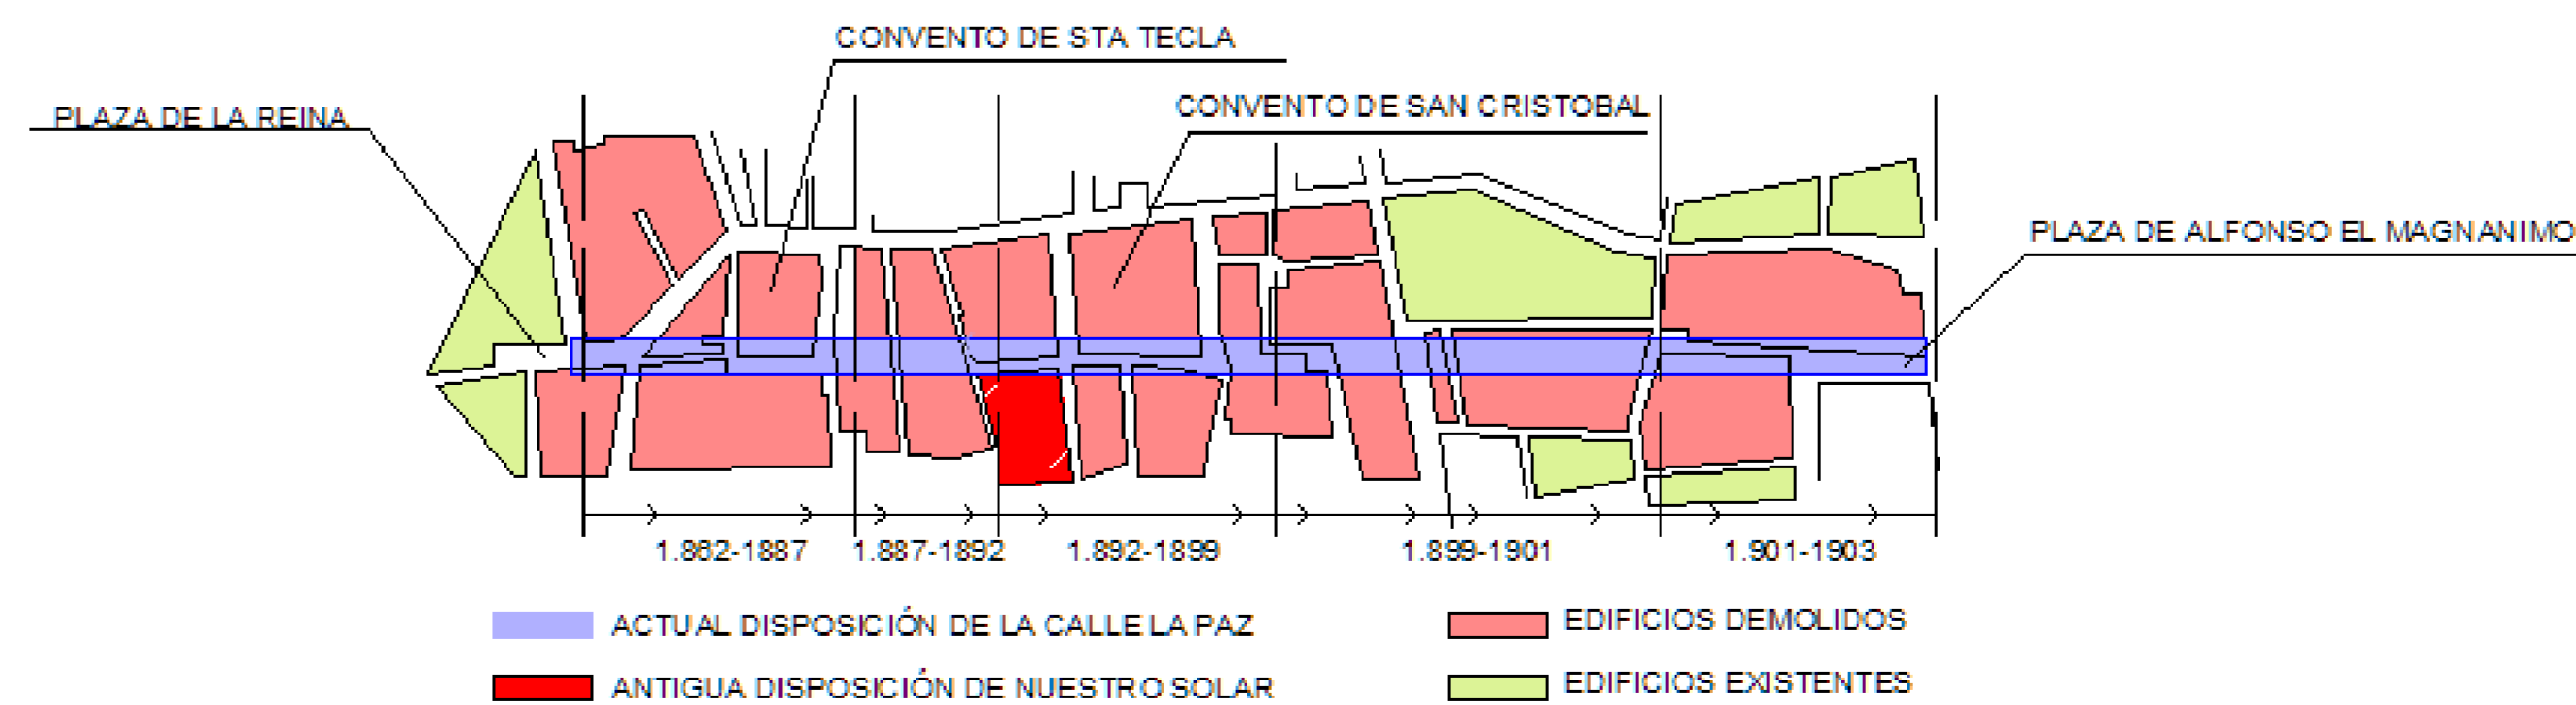 CONVENTO DE STA TECLA
PLAZA DE LA REINA
CONVENTO DE SAN CRISTOBAL
PLAZA DE ALFONSO EL MAGNANIMO
1.862-1887
1.887-1892
1.892-1899
1.899-1901
1.901-1903
ACTUAL DISPOSICIÓN DE LA CALLE LA PAZ
EDIFICIOS DEMOLIDOS
ANTIGUA DISPOSICIÓN DE NUESTRO SOLAR
EDIFICIOS EXISTENTES